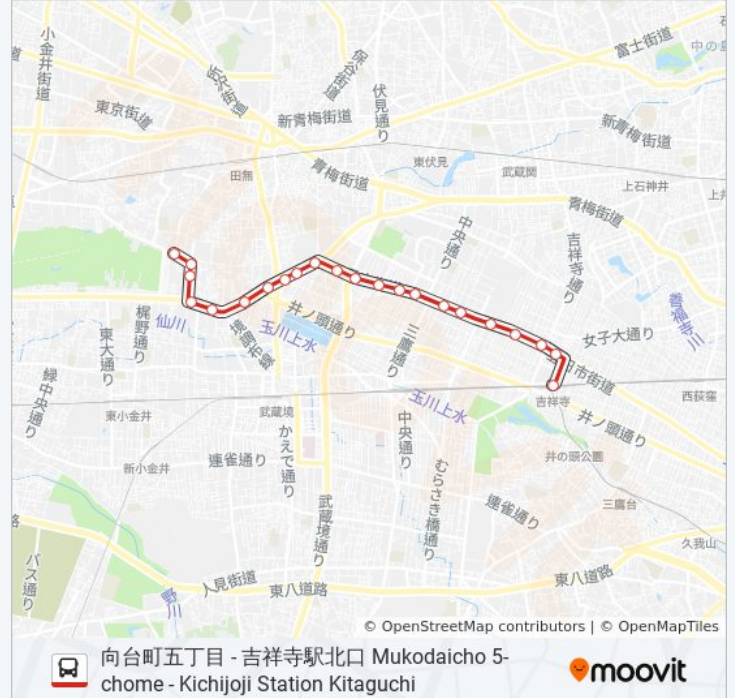 小金井街道
所沢街道
保谷街道
伏見通り
富士街道
東京街道
新青梅街道
新青梅街道
東伏見
武蔵関
田無
青梅街道
上石神井
青梅街道
中央通り
吉祥寺通り
梶野通り
仙川
玉川上水
井ノ頭通り
善福寺川
東大通り
三鷹通り
女子大通り
緑中央通り
西荻窪
玉川上水
吉祥寺
東小金井
武蔵境
井ノ頭通り
かえで通り
中央通り
新小金井
連雀通り
井の頭公園
むらさき橋通り
武蔵境通り
連雀通り
三鷹台
久我山
バス通り
人見街道
東八道路
東八道路
野川
© OpenStreetMap contributors | © OpenMapTiles
向台町五丁目 - 吉祥寺駅北口 Mukodaicho 5-
chome - Kichijoji Station Kitaguchi
moovit